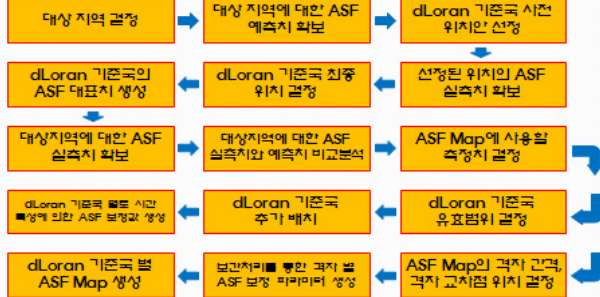 대상 지역 결정
대상 지역에 대한 ASF
예측치 확보
dLoran 기준국 사전
위치안 선정
dLoran 기준국의
ASF 대표치 생성
dLoran 기준국 최종
위치 결정
선정된 위치의 ASF
실측치 확보
대상지역에 대한 ASF
실측치 확보
대상지역에 대한 ASF
실측치와 예측치 비교분석
ASF Map에 사용할
측정치 결정
dLoran 기준국 별로 시간
특성에 의한 ASF 보정값 생성
dLoran 기준국
추가 배치
dLoran 기준국
유효범위 결정
dLoran 기준국 별
ASF Map 생성
보간처리를 통한 격자 별
ASF 보정 파라미터 생성
ASF Map의 격자 간격,
격자 교차점 위치 결정